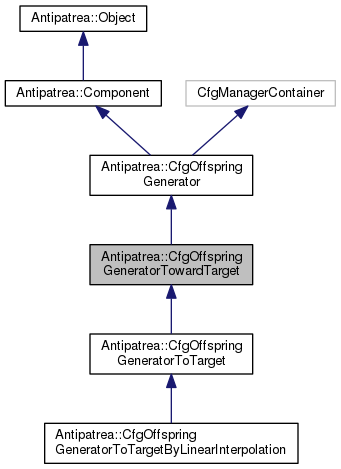 Antipatrea::Object
Antipatrea::Component
CfgManagerContainer
Antipatrea::CfgOffspring
Generator
Antipatrea::CfgOffspring
GeneratorTowardTarget
Antipatrea::CfgOffspring
GeneratorToTarget
Antipatrea::CfgOffspring
GeneratorToTargetByLinearInterpolation